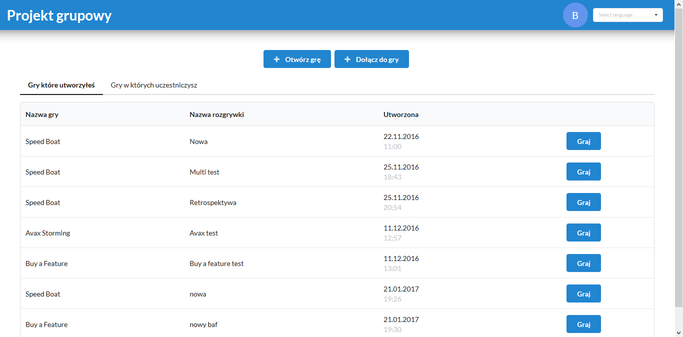 Projekt grupowy
B
Select language
Otwórz grę
Dołącz do gry
Gry które utworzyłeś
Gry w których uczestniczysz
Nazwa gry Nazwa rozgrywki Utworzona
Speed Boat Nowa 22.11.2016 Graj
11:00
Speed Boat Multi test 25.11.2016 Graj
18:43
Speed Boat Retrospektywa 25.11.2016 Graj
20:54
Avax Storming Avax test 11.12.2016 Graj
12:57
Buy a Feature Buy a feature test 11.12.2016 Graj
13:01
Speed Boat nowa 21.01.2017 Graj
19:26
Buy a Feature nowy baf 21.01.2017 Graj
19:30